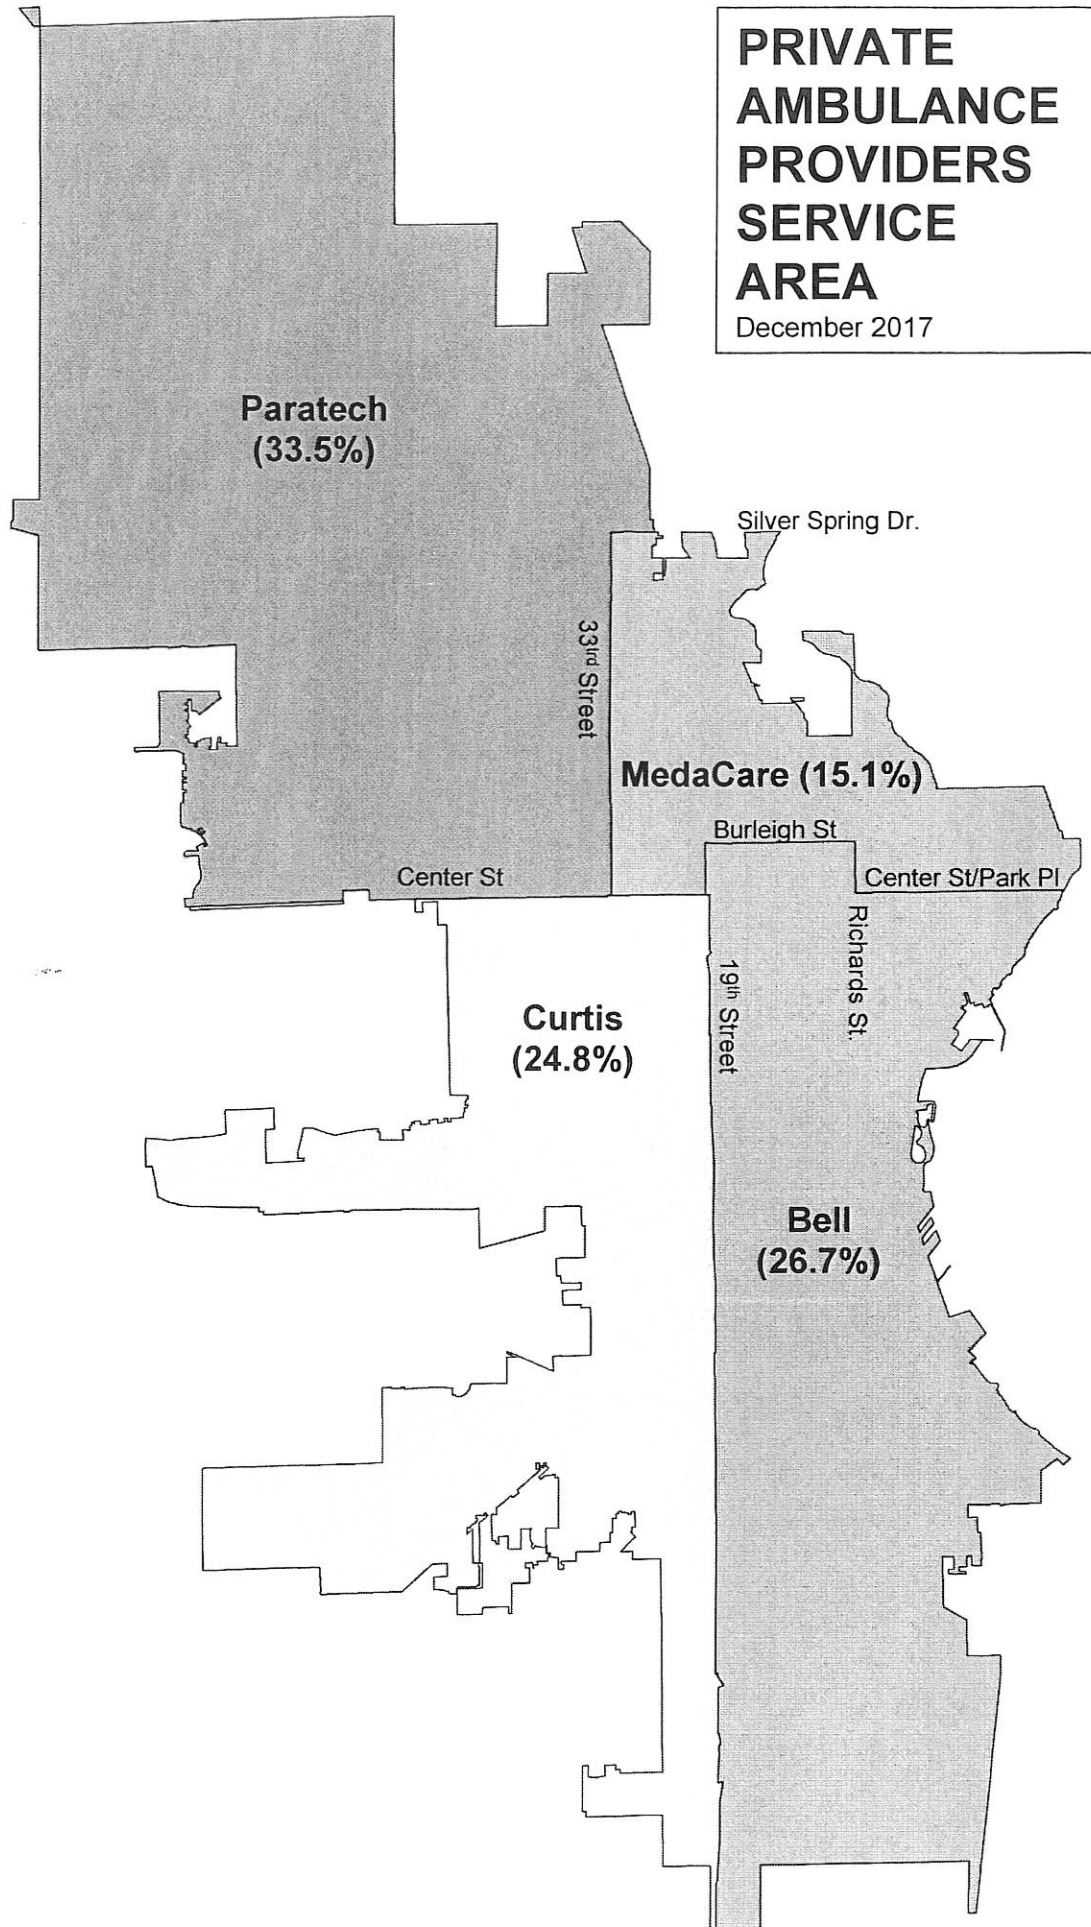 PRIVATE
AMBULANCE
PROVIDERS
SERVICE
AREA
December 2017
Paratech
(33.5%)
Silver Spring Dr.
33rd Street
MedaCare (15.1%)
Burleigh St
Center St
Center St/Park Pl
Richards St.
19th Street
Curtis
(24.8%)
Bell
(26.7%)